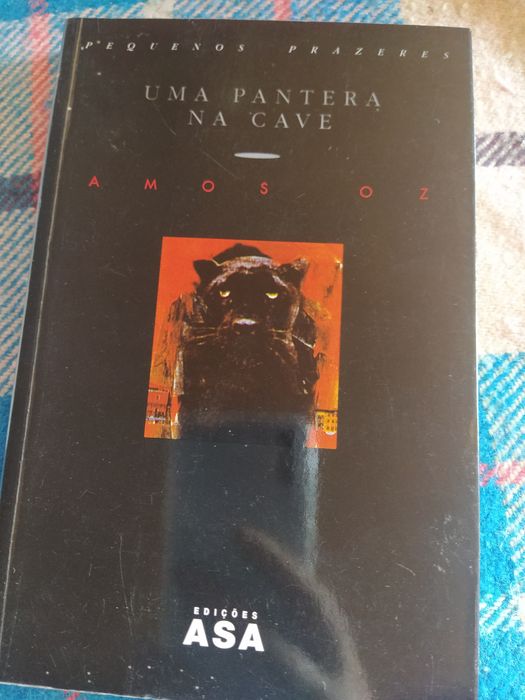 PEQUENOS PRAZERES
UMA PANTERA
NA CAVE
AMOS OZ
EDIÇÕES
ASA